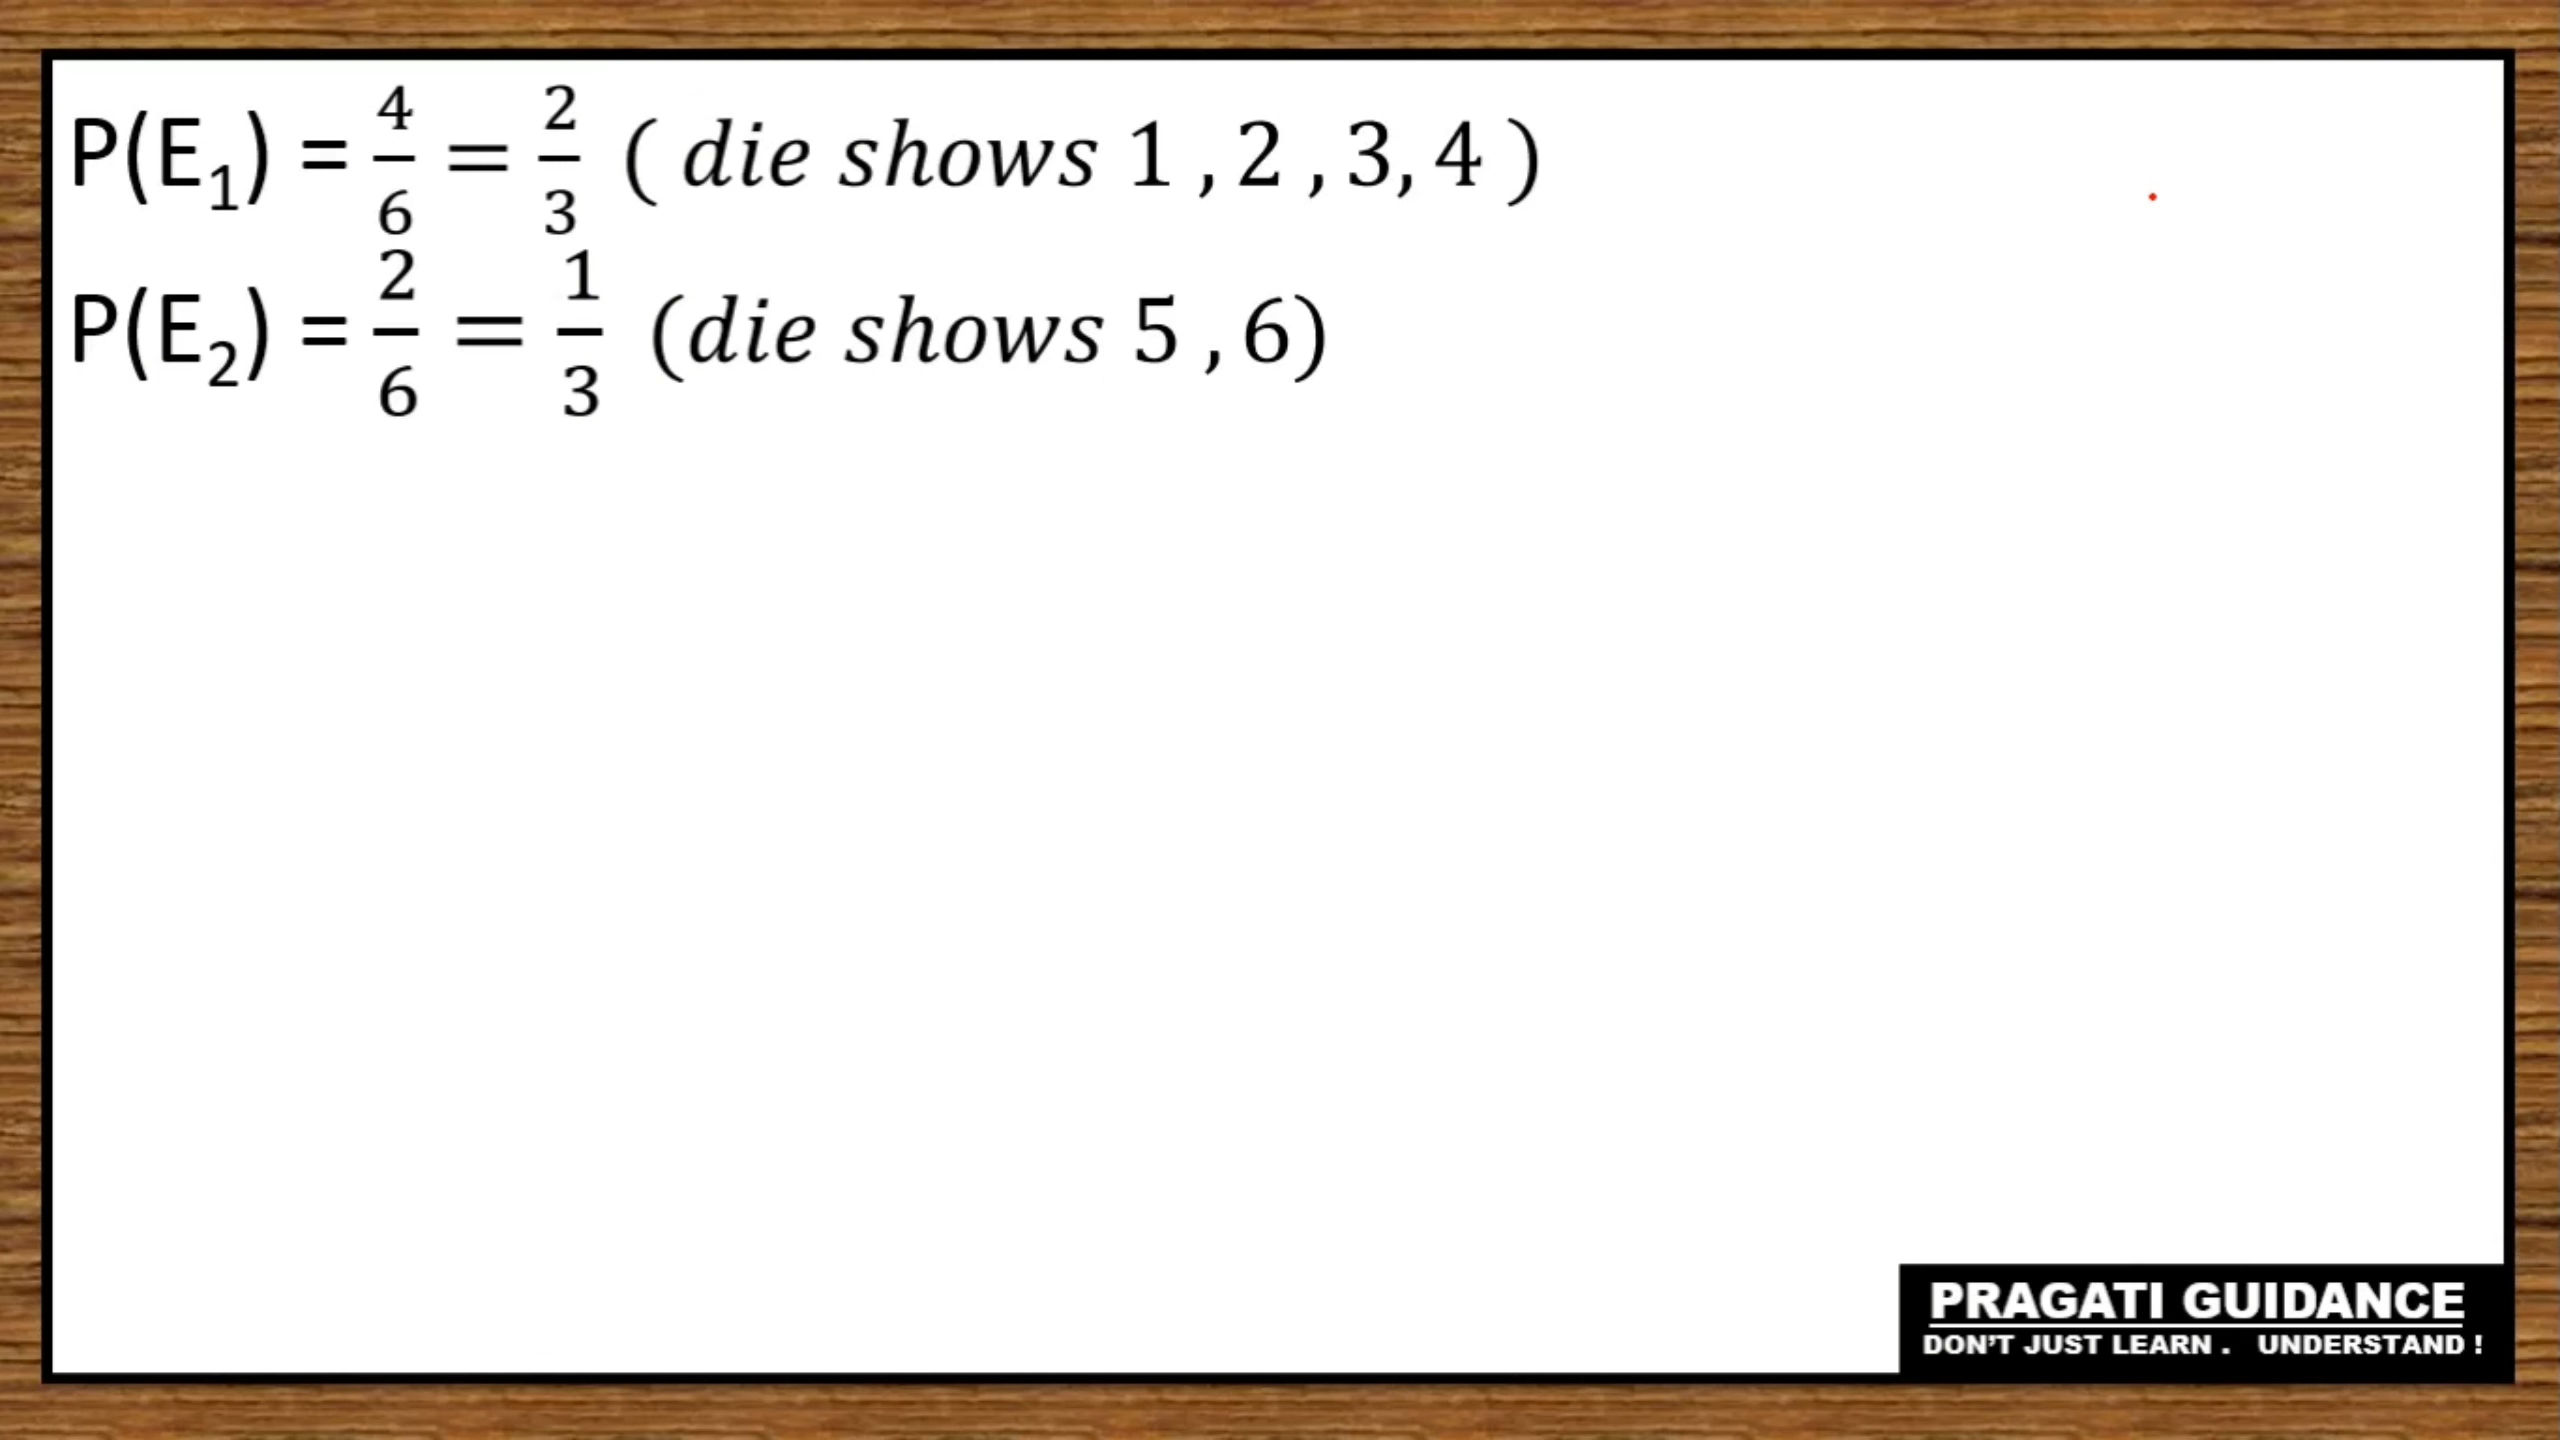 P(E₁) = 4/6 = 2/3 ( die shows 1 , 2 , 3, 4 )
P(E₂) = 2/6 = 1/3 (die shows 5 , 6)
PRAGATI GUIDANCE
DON'T JUST LEARN . UNDERSTAND !